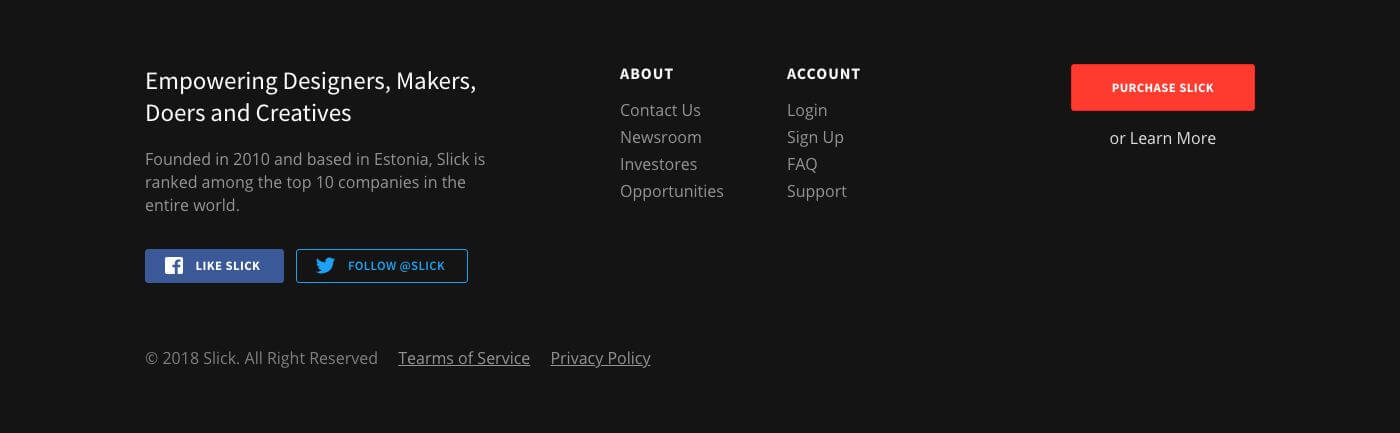 Empowering Designers, Makers,
Doers and Creatives
Founded in 2010 and based in Estonia, Slick is
ranked among the top 10 companies in the
entire world.
LIKE SLICK
FOLLOW @SLICK
ABOUT
Contact Us
Newsroom
Investores
Opportunities
ACCOUNT
Login
Sign Up
FAQ
Support
PURCHASE SLICK
or Learn More
© 2018 Slick. All Right Reserved Tearms of Service Privacy Policy